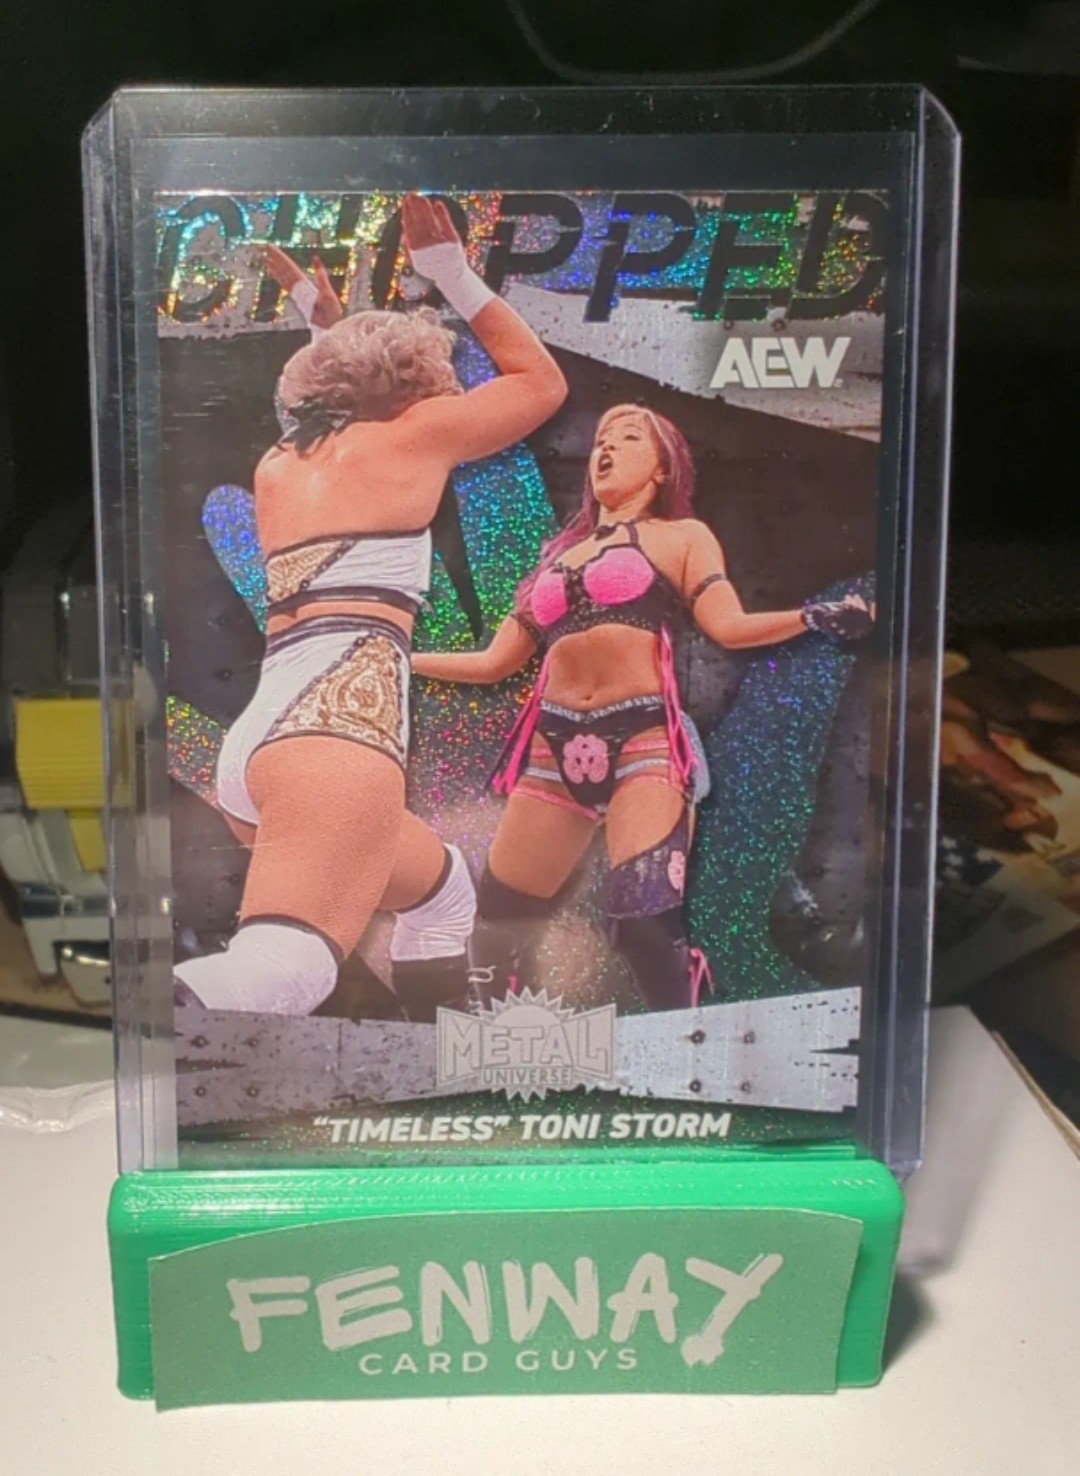 CHOPPED
AEW
METAL
UNIVERSE
"TIMELESS" TONI STORM
FENWAY
CARD GUYS